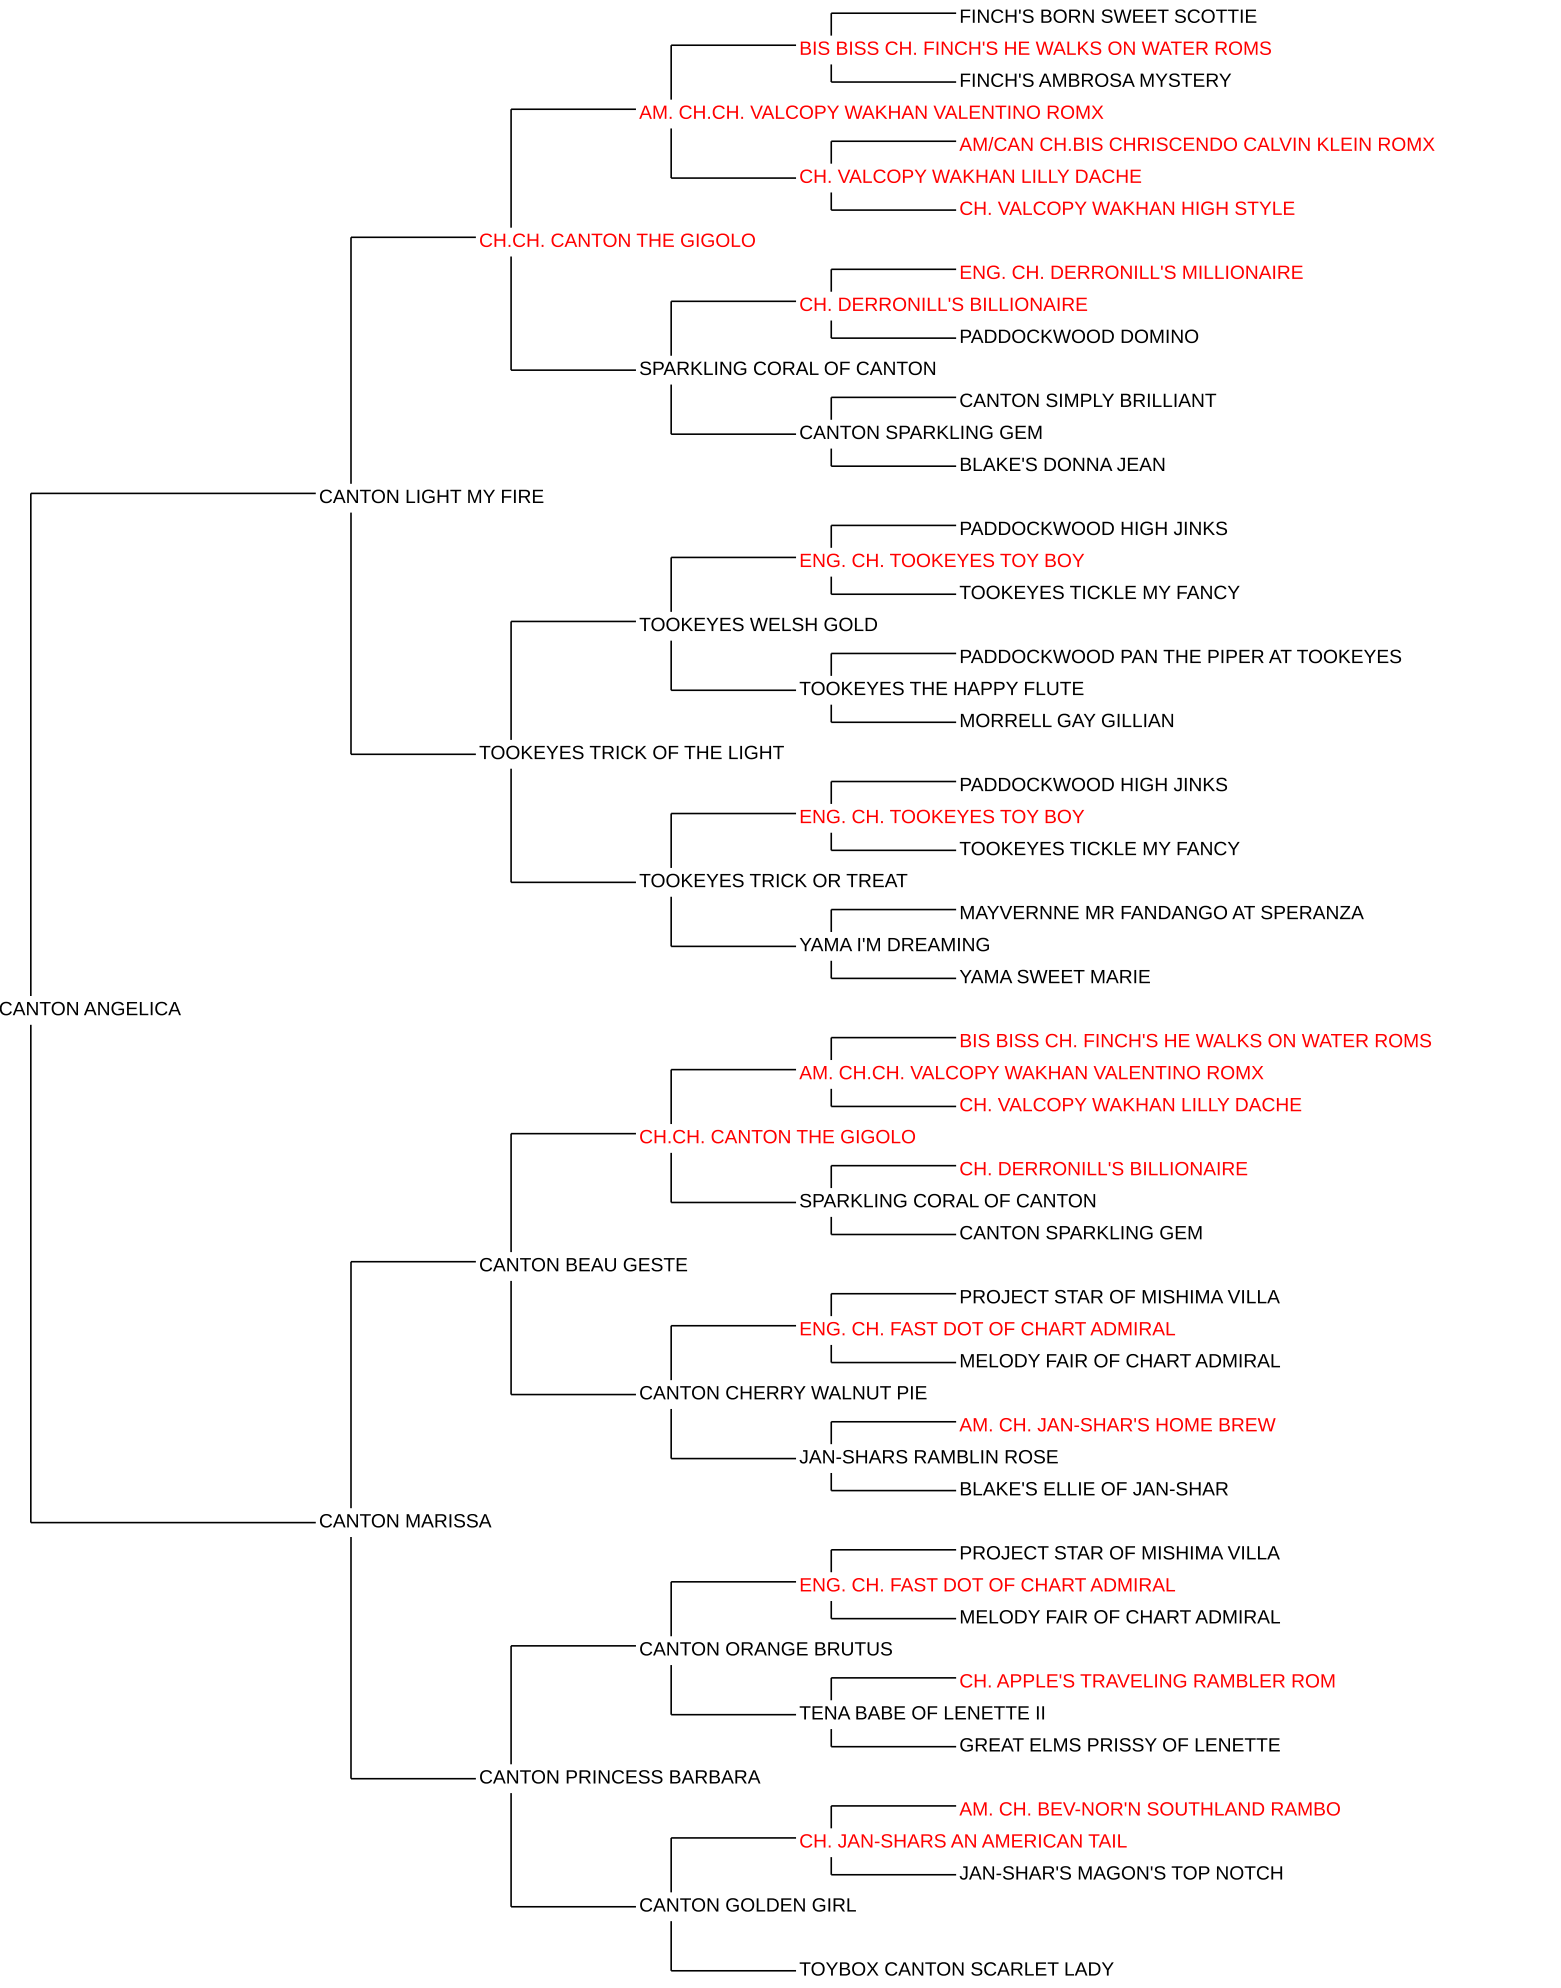 FINCH'S BORN SWEET SCOTTIE
BIS BISS CH. FINCH'S HE WALKS ON WATER ROMS
FINCH'S AMBROSA MYSTERY
AM. CH.CH. VALCOPY WAKHAN VALENTINO ROMX
AM/CAN CH.BIS CHRISCENDO CALVIN KLEIN ROMX
CH. VALCOPY WAKHAN LILLY DACHE
CH. VALCOPY WAKHAN HIGH STYLE
CH.CH. CANTON THE GIGOLO
ENG. CH. DERRONILL'S MILLIONAIRE
CH. DERRONILL'S BILLIONAIRE
PADDOCKWOOD DOMINO
SPARKLING CORAL OF CANTON
CANTON SIMPLY BRILLIANT
CANTON SPARKLING GEM
BLAKE'S DONNA JEAN
CANTON LIGHT MY FIRE
PADDOCKWOOD HIGH JINKS
ENG. CH. TOOKEYES TOY BOY
TOOKEYES TICKLE MY FANCY
TOOKEYES WELSH GOLD
PADDOCKWOOD PAN THE PIPER AT TOOKEYES
TOOKEYES THE HAPPY FLUTE
MORRELL GAY GILLIAN
TOOKEYES TRICK OF THE LIGHT
PADDOCKWOOD HIGH JINKS
ENG. CH. TOOKEYES TOY BOY
TOOKEYES TICKLE MY FANCY
TOOKEYES TRICK OR TREAT
MAYVERNNE MR FANDANGO AT SPERANZA
YAMA I'M DREAMING
YAMA SWEET MARIE
CANTON ANGELICA
BIS BISS CH. FINCH'S HE WALKS ON WATER ROMS
AM. CH.CH. VALCOPY WAKHAN VALENTINO ROMX
CH. VALCOPY WAKHAN LILLY DACHE
CH.CH. CANTON THE GIGOLO
CH. DERRONILL'S BILLIONAIRE
SPARKLING CORAL OF CANTON
CANTON SPARKLING GEM
CANTON BEAU GESTE
PROJECT STAR OF MISHIMA VILLA
ENG. CH. FAST DOT OF CHART ADMIRAL
MELODY FAIR OF CHART ADMIRAL
CANTON CHERRY WALNUT PIE
AM. CH. JAN-SHAR'S HOME BREW
JAN-SHARS RAMBLIN ROSE
BLAKE'S ELLIE OF JAN-SHAR
CANTON MARISSA
PROJECT STAR OF MISHIMA VILLA
ENG. CH. FAST DOT OF CHART ADMIRAL
MELODY FAIR OF CHART ADMIRAL
CANTON ORANGE BRUTUS
CH. APPLE'S TRAVELING RAMBLER ROM
TENA BABE OF LENETTE II
GREAT ELMS PRISSY OF LENETTE
CANTON PRINCESS BARBARA
AM. CH. BEV-NOR'N SOUTHLAND RAMBO
CH. JAN-SHARS AN AMERICAN TAIL
JAN-SHAR'S MAGON'S TOP NOTCH
CANTON GOLDEN GIRL
TOYBOX CANTON SCARLET LADY